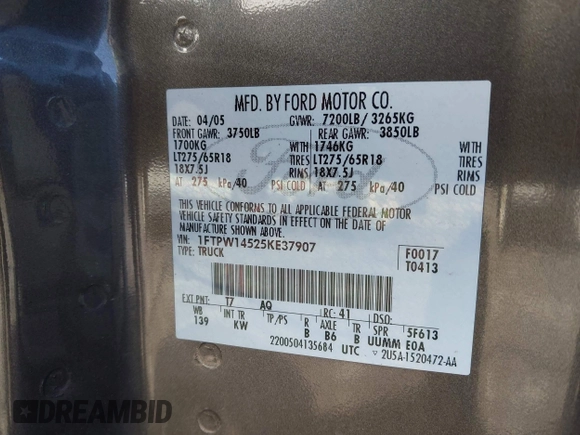 MFD. BY FORD MOTOR CO.
DATE: 04/05 GVWR: 7200LB/ 3265KG
FRONT GAWR: 3750LB REAR GAWR: 3850LB
1700KG WITH 1746KG WITH
LT275/65R18 TIRES LT275/65R18 TIRES
18X7.5J RIMS 18X7.5J RIMS
AT 275 kPa/40 PSI COLD AT 275 kPa/40 PSI COLD
THIS VEHICLE CONFORMS TO ALL APPLICABLE FEDERAL MOTOR
VEHICLE SAFETY STANDARDS IN EFFECT ON THE DATE OF
MANUFACTURE SHOWN ABOVE.
VIN: 1FTPW14525KE37907 F0017
TYPE: TRUCK T0413
EXT PNT: T7 AQ RC: 41 DSO:
WB INT TR TP/PS R AXLE TR SPR 5F613
139 KW B B6 B UUMM E0A
2200504135684 UTC ▽ 2U5A-1520472-AA
Ford
DREAMBID